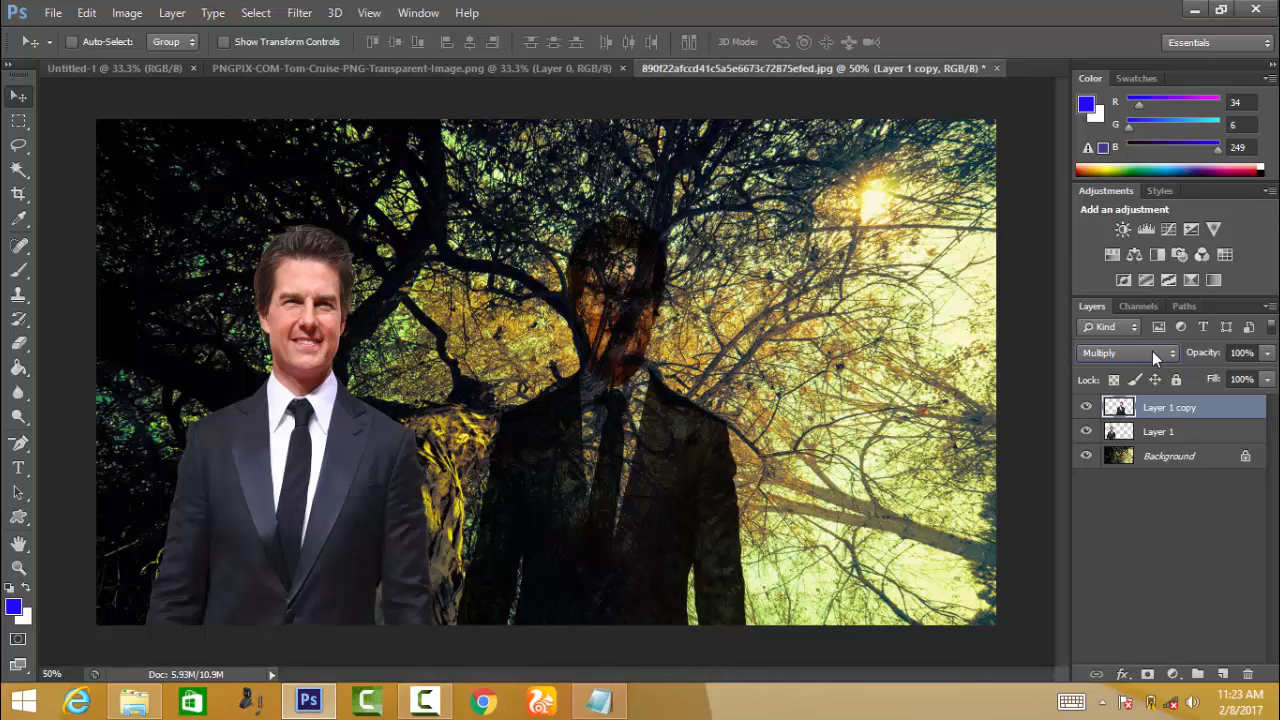 Ps File Edit Image Layer Type Select Filter 3D View Window Help
Auto-Select: Group Show Transform Controls 3D Mode: Essentials
Untitled-1 @ 33.3% (RGB/8) × PNGPIX-COM-Tom-Cruise-PNG-Transparent-Image.png @ 33.3% (Layer 0, RGB/8) × 890f22afccd41c5a5e6673c72875efed.jpg @ 50% (Layer 1 copy, RGB/8) * ×
Color Swatches
R 34
G 6
B 249
Adjustments Styles
Add an adjustment
Layers Channels Paths
Kind
Multiply Opacity: 100%
Lock: Fill: 100%
Layer 1 copy
Layer 1
Background
50% Doc: 5.93M/10.9M
Ps
11:23 AM
2/8/2017